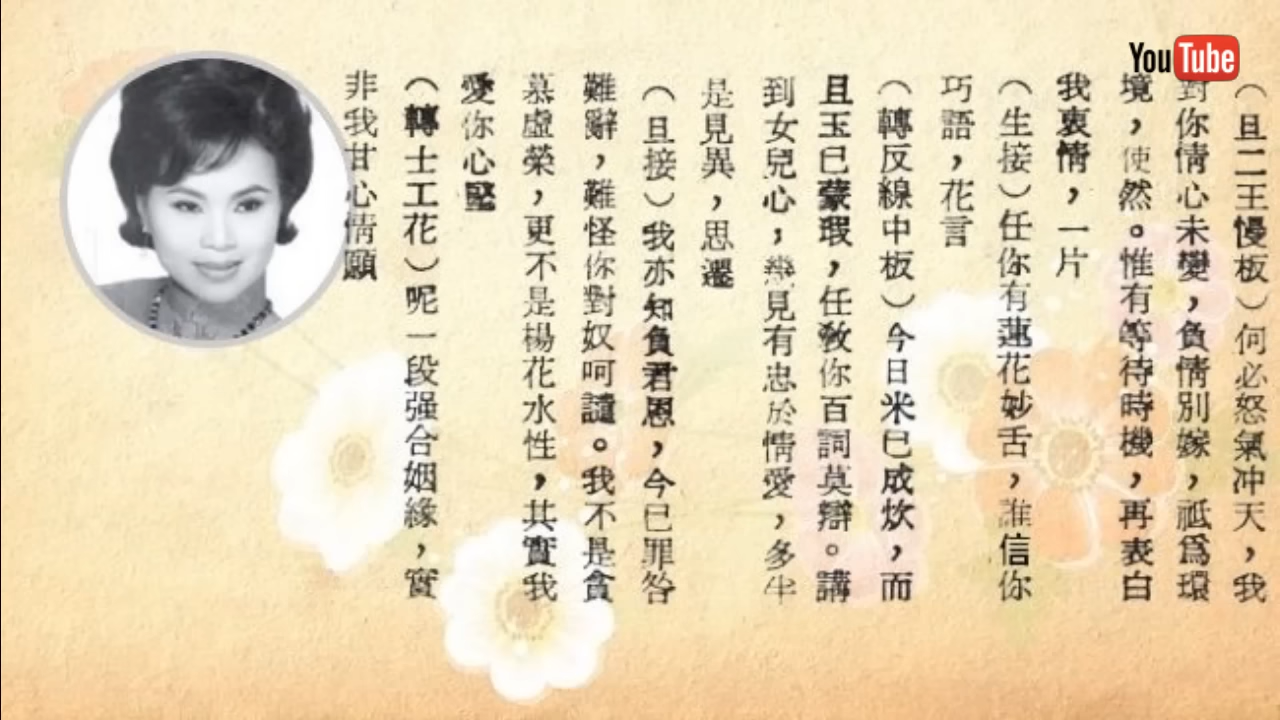 YouTube
（旦二王慢板）何必怒氣冲天，我
對你情心未變，負情別嫁，祗爲環
境，使然。惟有等待時機，再表白
我衷情，一片
（生接）任你有蓮花妙舌，誰信你
巧語，花言
（轉反線中板）今日米已成炊，而
且玉已蒙瑕，任教你百詞莫辯。講
到女兒心，幾見有忠於情愛，多半
是見異，思遷
（旦接）我亦知負君恩，今已罪咎
難辭，難怪你對奴呵讉。我不是貪
慕虛榮，更不是楊花水性，其實我
愛你心堅
（轉士工花）呢一段强合姻緣，實
非我甘心情願